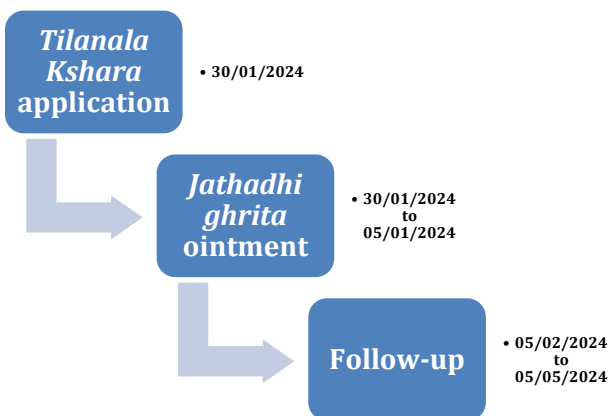 Tilanala
Kshara
application
• 30/01/2024
Jathadhi
ghrita
ointment
• 30/01/2024
to
05/01/2024
Follow-up
• 05/02/2024
to
05/05/2024